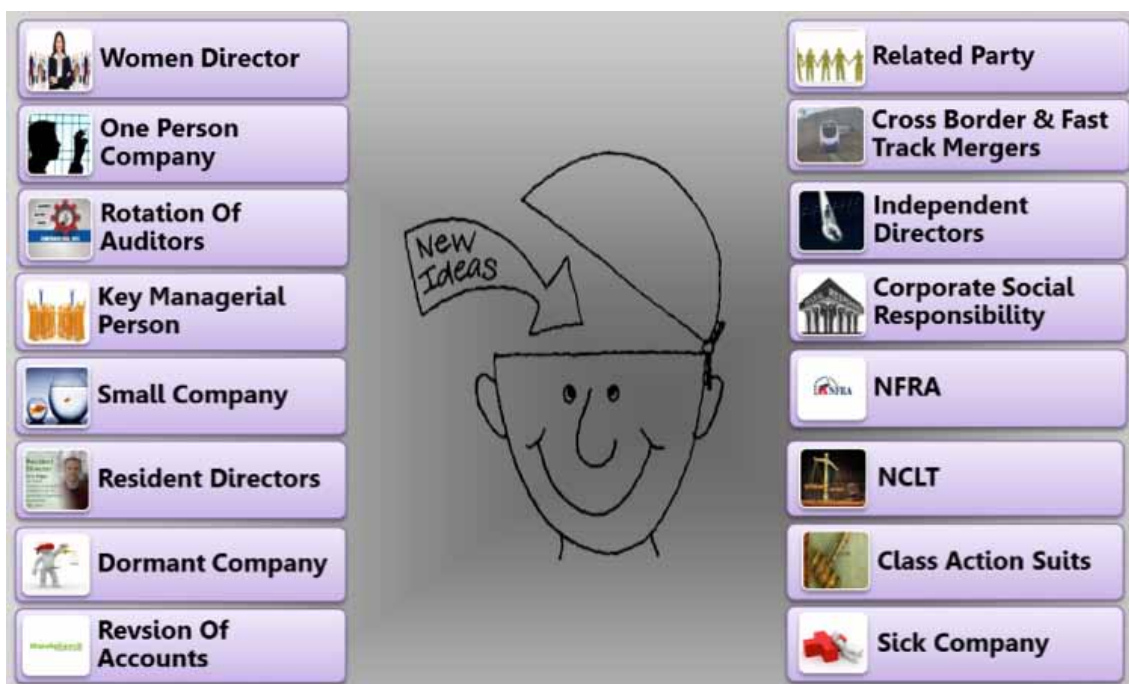 Women Director
One Person
Company
Rotation Of
Auditors
Key Managerial
Person
Small Company
Resident Directors
Dormant Company
Revsion Of
Accounts
New
Ideas
Related Party
Cross Border & Fast
Track Mergers
Independent
Directors
Corporate Social
Responsibility
NFRA
NFRA
NCLT
Class Action Suits
Sick Company